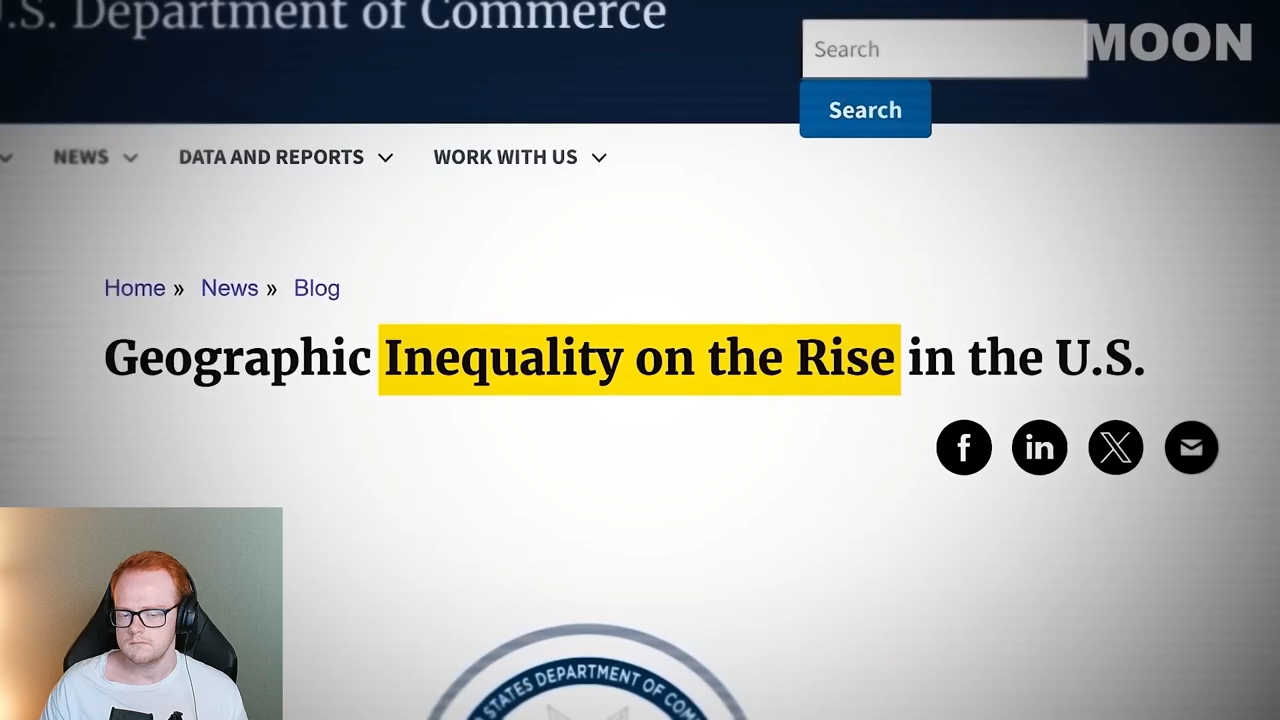 .S. Department of Commerce
MOON
Search
Search
NEWS
DATA AND REPORTS
WORK WITH US
Home » News » Blog
Geographic Inequality on the Rise in the U.S.
f
in
X
STATES DEPARTMENT OF COM